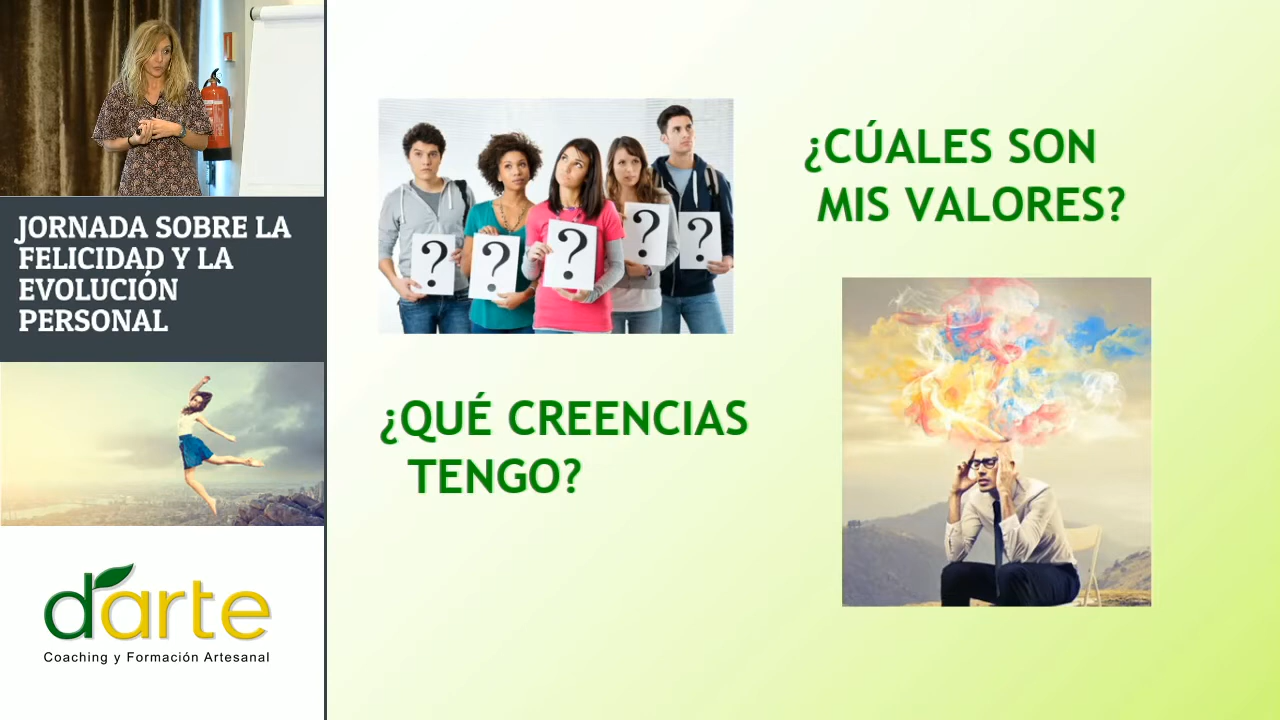 JORNADA SOBRE LA
FELICIDAD Y LA
EVOLUCIÓN
PERSONAL
d'arte
Coaching y Formación Artesanal
? ? ? ? ?
¿CÚALES SON
MIS VALORES?
¿QUÉ CREENCIAS
TENGO?